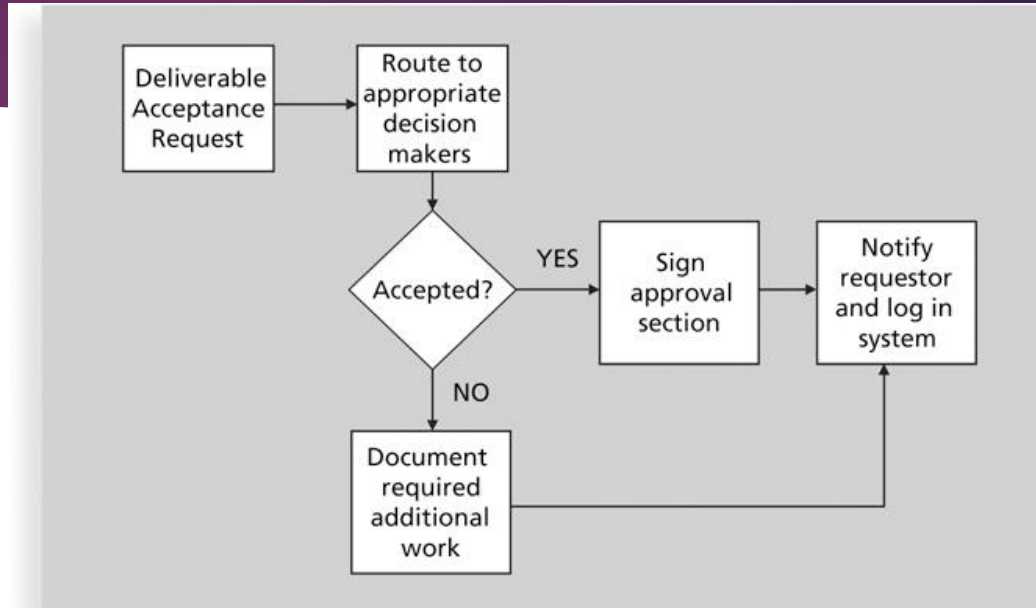 Deliverable
Acceptance
Request
Route to
appropriate
decision
makers
Accepted?
YES
Sign
approval
section
Notify
requestor
and log in
system
NO
Document
required
additional
work